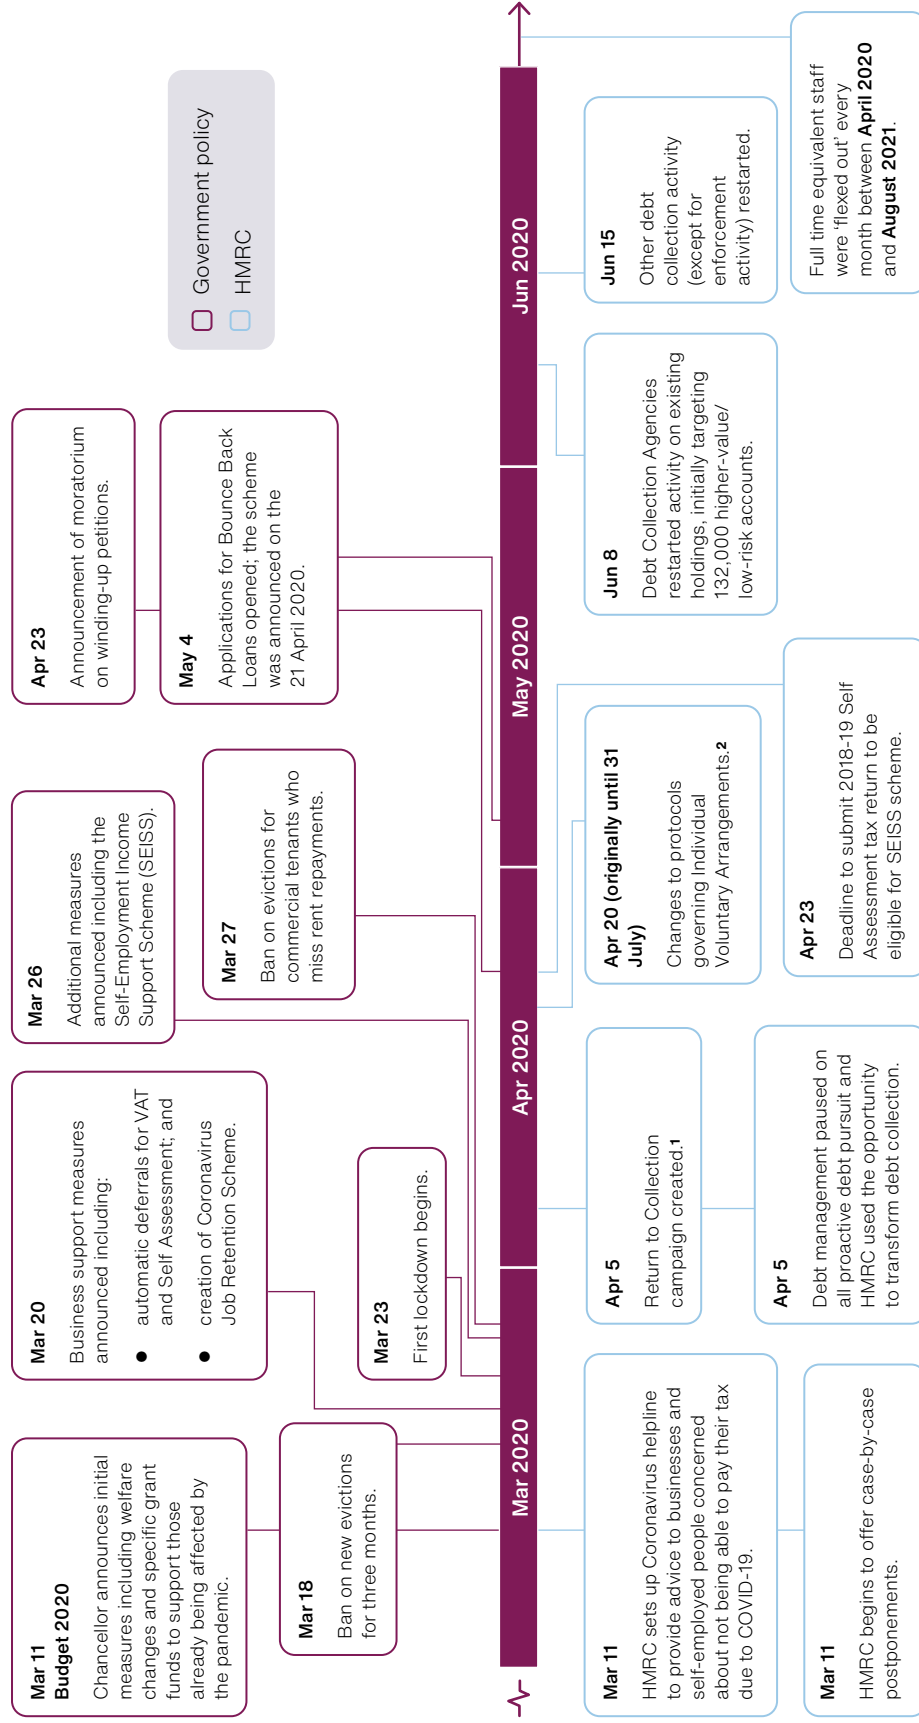 Mar 11
Budget 2020
Chancellor announces initial
measures including welfare
changes and specific grant
funds to support those
already being affected by
the pandemic.
Mar 18
Ban on new evictions
for three months.
Mar 20
Business support measures
announced including:
● automatic deferrals for VAT
and Self Assessment; and
● creation of Coronavirus
Job Retention Scheme.
Mar 23
First lockdown begins.
Mar 26
Additional measures
announced including the
Self-Employment Income
Support Scheme (SEISS).
Mar 27
Ban on evictions for
commercial tenants who
miss rent repayments.
Apr 23
Announcement of moratorium
on winding-up petitions.
May 4
Applications for Bounce Back
Loans opened; the scheme
was announced on the
21 April 2020.
Government policy
HMRC
Mar 2020
Apr 2020
May 2020
Jun 2020
Mar 11
HMRC sets up Coronavirus helpline
to provide advice to businesses and
self-employed people concerned
about not being able to pay their tax
due to COVID-19.
Mar 11
HMRC begins to offer case-by-case
postponements.
Apr 5
Return to Collection
campaign created.¹
Apr 5
Debt management paused on
all proactive debt pursuit and
HMRC used the opportunity
to transform debt collection.
Apr 20 (originally until 31
July)
Changes to protocols
governing Individual
Voluntary Arrangements.²
Apr 23
Deadline to submit 2018-19 Self
Assessment tax return to be
eligible for SEISS scheme.
Jun 8
Debt Collection Agencies
restarted activity on existing
holdings, initially targeting
132,000 higher-value/
low-risk accounts.
Jun 15
Other debt
collection activity
(except for
enforcement
activity) restarted.
Full time equivalent staff
were 'flexed out' every
month between April 2020
and August 2021.